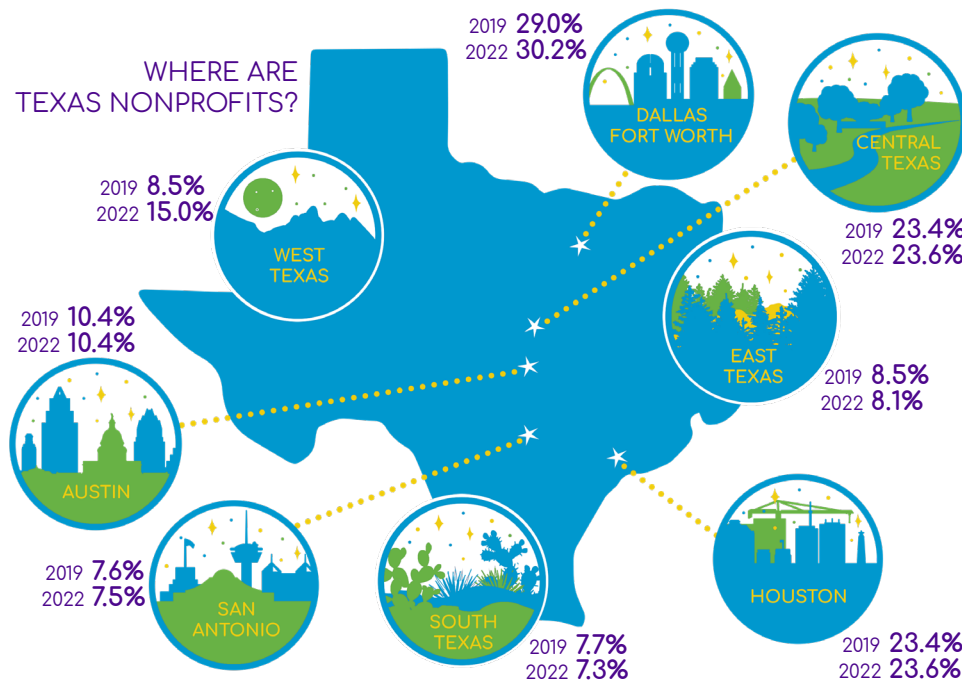 WHERE ARE
TEXAS NONPROFITS?
2019 29.0%
2022 30.2%
DALLAS
FORT WORTH
CENTRAL
TEXAS
2019 23.4%
2022 23.6%
2019 8.5%
2022 15.0%
WEST
TEXAS
EAST
TEXAS
2019 8.5%
2022 8.1%
2019 10.4%
2022 10.4%
AUSTIN
2019 7.6%
2022 7.5%
SAN
ANTONIO
SOUTH
TEXAS
2019 7.7%
2022 7.3%
HOUSTON
2019 23.4%
2022 23.6%